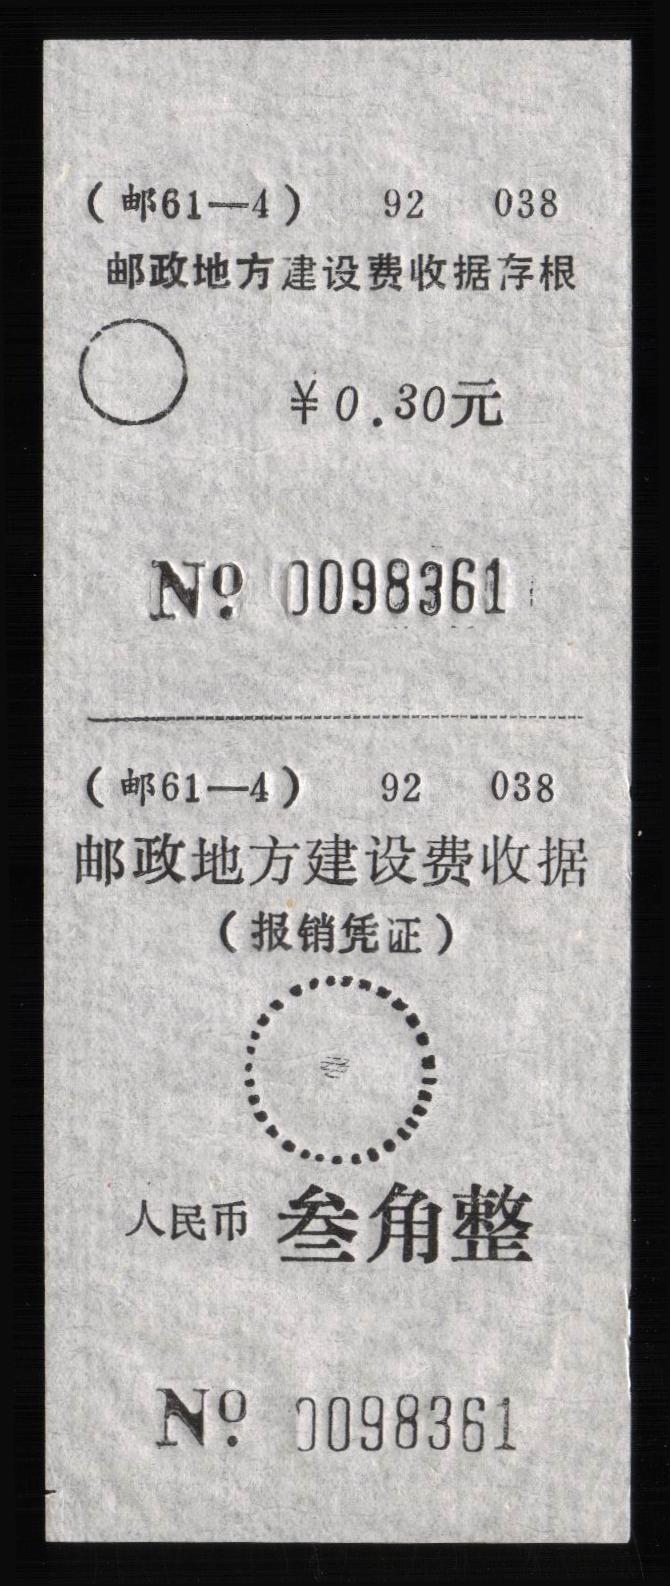 （邮61—4） 92 038
邮政地方建设费收据存根
￥0.30元
№ 0098361
（邮61—4） 92 038
邮政地方建设费收据
（报销凭证）
人民币 叁角整
№ 0098361